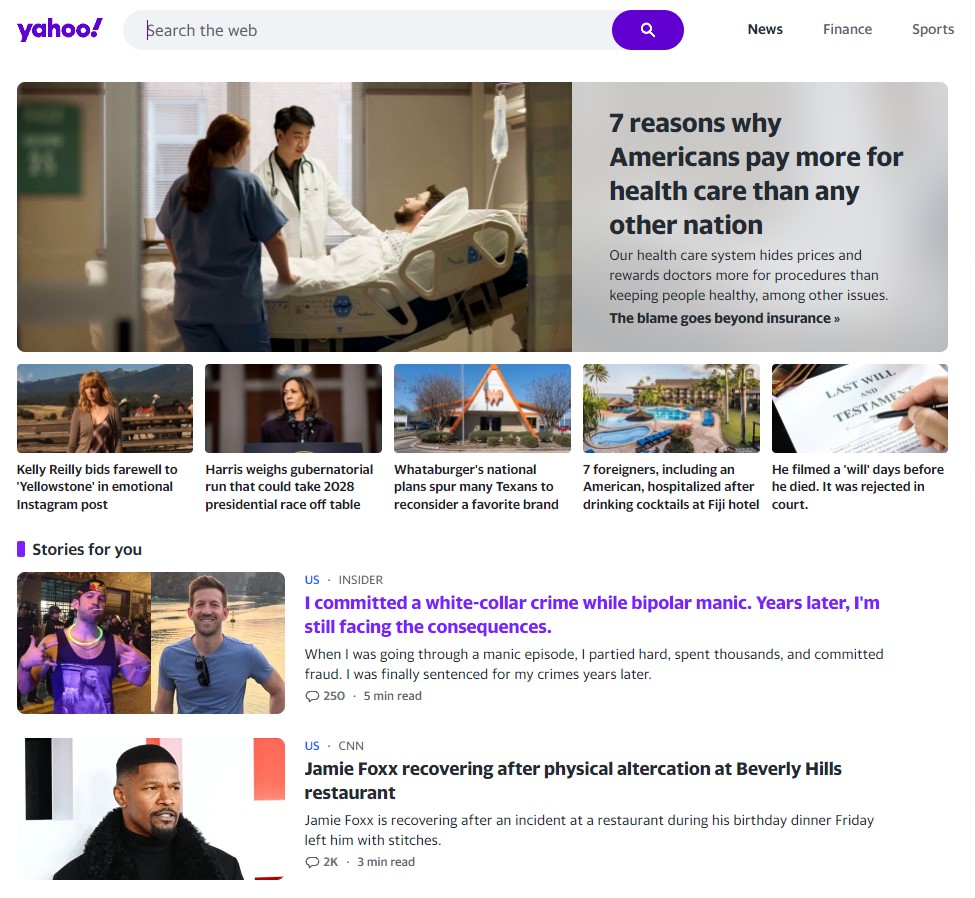 yahoo!
Search the web
News
Finance
Sports
7 reasons why
Americans pay more for
health care than any
other nation
Our health care system hides prices and
rewards doctors more for procedures than
keeping people healthy, among other issues.
The blame goes beyond insurance »
LAST WILL
AND
TESTAMENT
Kelly Reilly bids farewell to
'Yellowstone' in emotional
Instagram post
Harris weighs gubernatorial
run that could take 2028
presidential race off table
Whataburger's national
plans spur many Texans to
reconsider a favorite brand
7 foreigners, including an
American, hospitalized after
drinking cocktails at Fiji hotel
He filmed a 'will' days before
he died. It was rejected in
court.
Stories for you
US · INSIDER
I committed a white-collar crime while bipolar manic. Years later, I'm
still facing the consequences.
When I was going through a manic episode, I partied hard, spent thousands, and committed
fraud. I was finally sentenced for my crimes years later.
250 · 5 min read
US · CNN
Jamie Foxx recovering after physical altercation at Beverly Hills
restaurant
Jamie Foxx is recovering after an incident at a restaurant during his birthday dinner Friday
left him with stitches.
2K · 3 min read